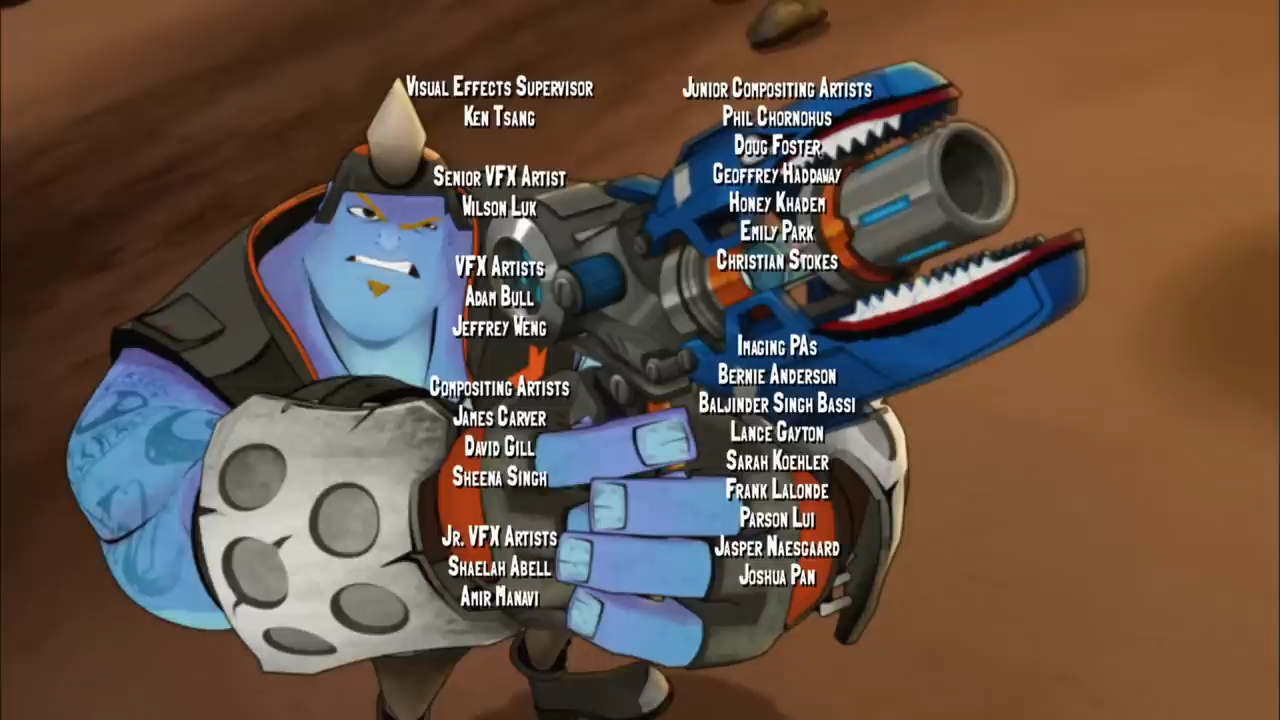 Visual Effects Supervisor
Ken Tsang
Senior VFX Artist
Wilson Luk
VFX Artists
Adam Bull
Jeffrey Weng
Compositing Artists
James Carver
David Gill
Sheena Singh
Jr. VFX Artists
Shaelah Abell
Amir Manavi
Junior Compositing Artists
Phil Chornohus
Doug Foster
Geoffrey Haddaway
Honey Khadem
Emily Park
Christian Stokes
Imaging PAs
Bernie Anderson
Baljinder Singh Bassi
Lance Gayton
Sarah Koehler
Frank Lalonde
Parson Lui
Jasper Naesgaard
Joshua Pan